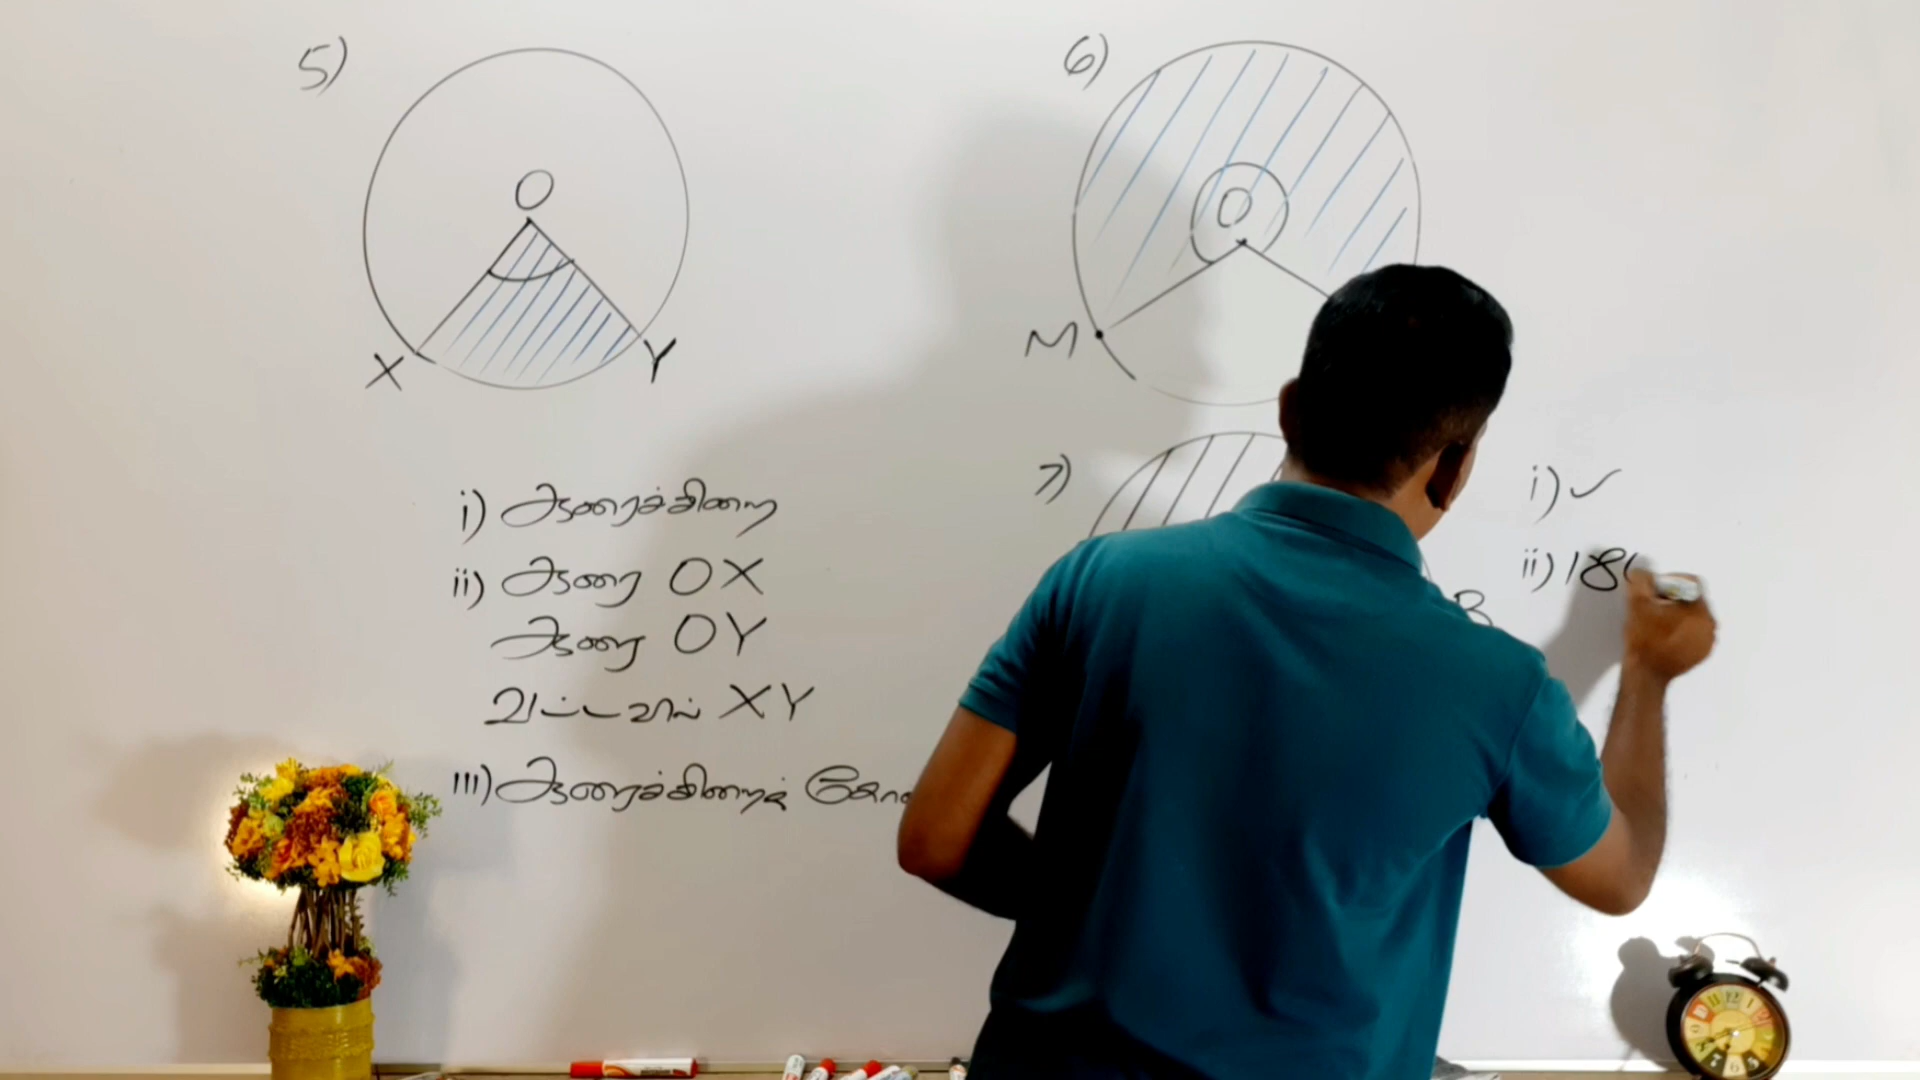 5)
O
X
Y
i) ஆரைச்சிறை
ii) ஆரை OX
ஆரை OY
வட்டவில் XY
iii) ஆரைச்சிறைக்
6)
O
M
7)
B
i) ✓
ii) 18